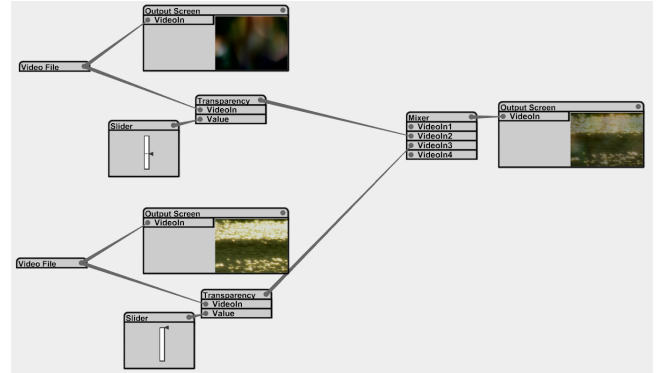 Output Screen
VideoIn
Video File
Transparency
VideoIn
Value
Slider
Mixer
VideoIn1
VideoIn2
VideoIn3
VideoIn4
Output Screen
VideoIn
Output Screen
VideoIn
Video File
Transparency
VideoIn
Value
Slider